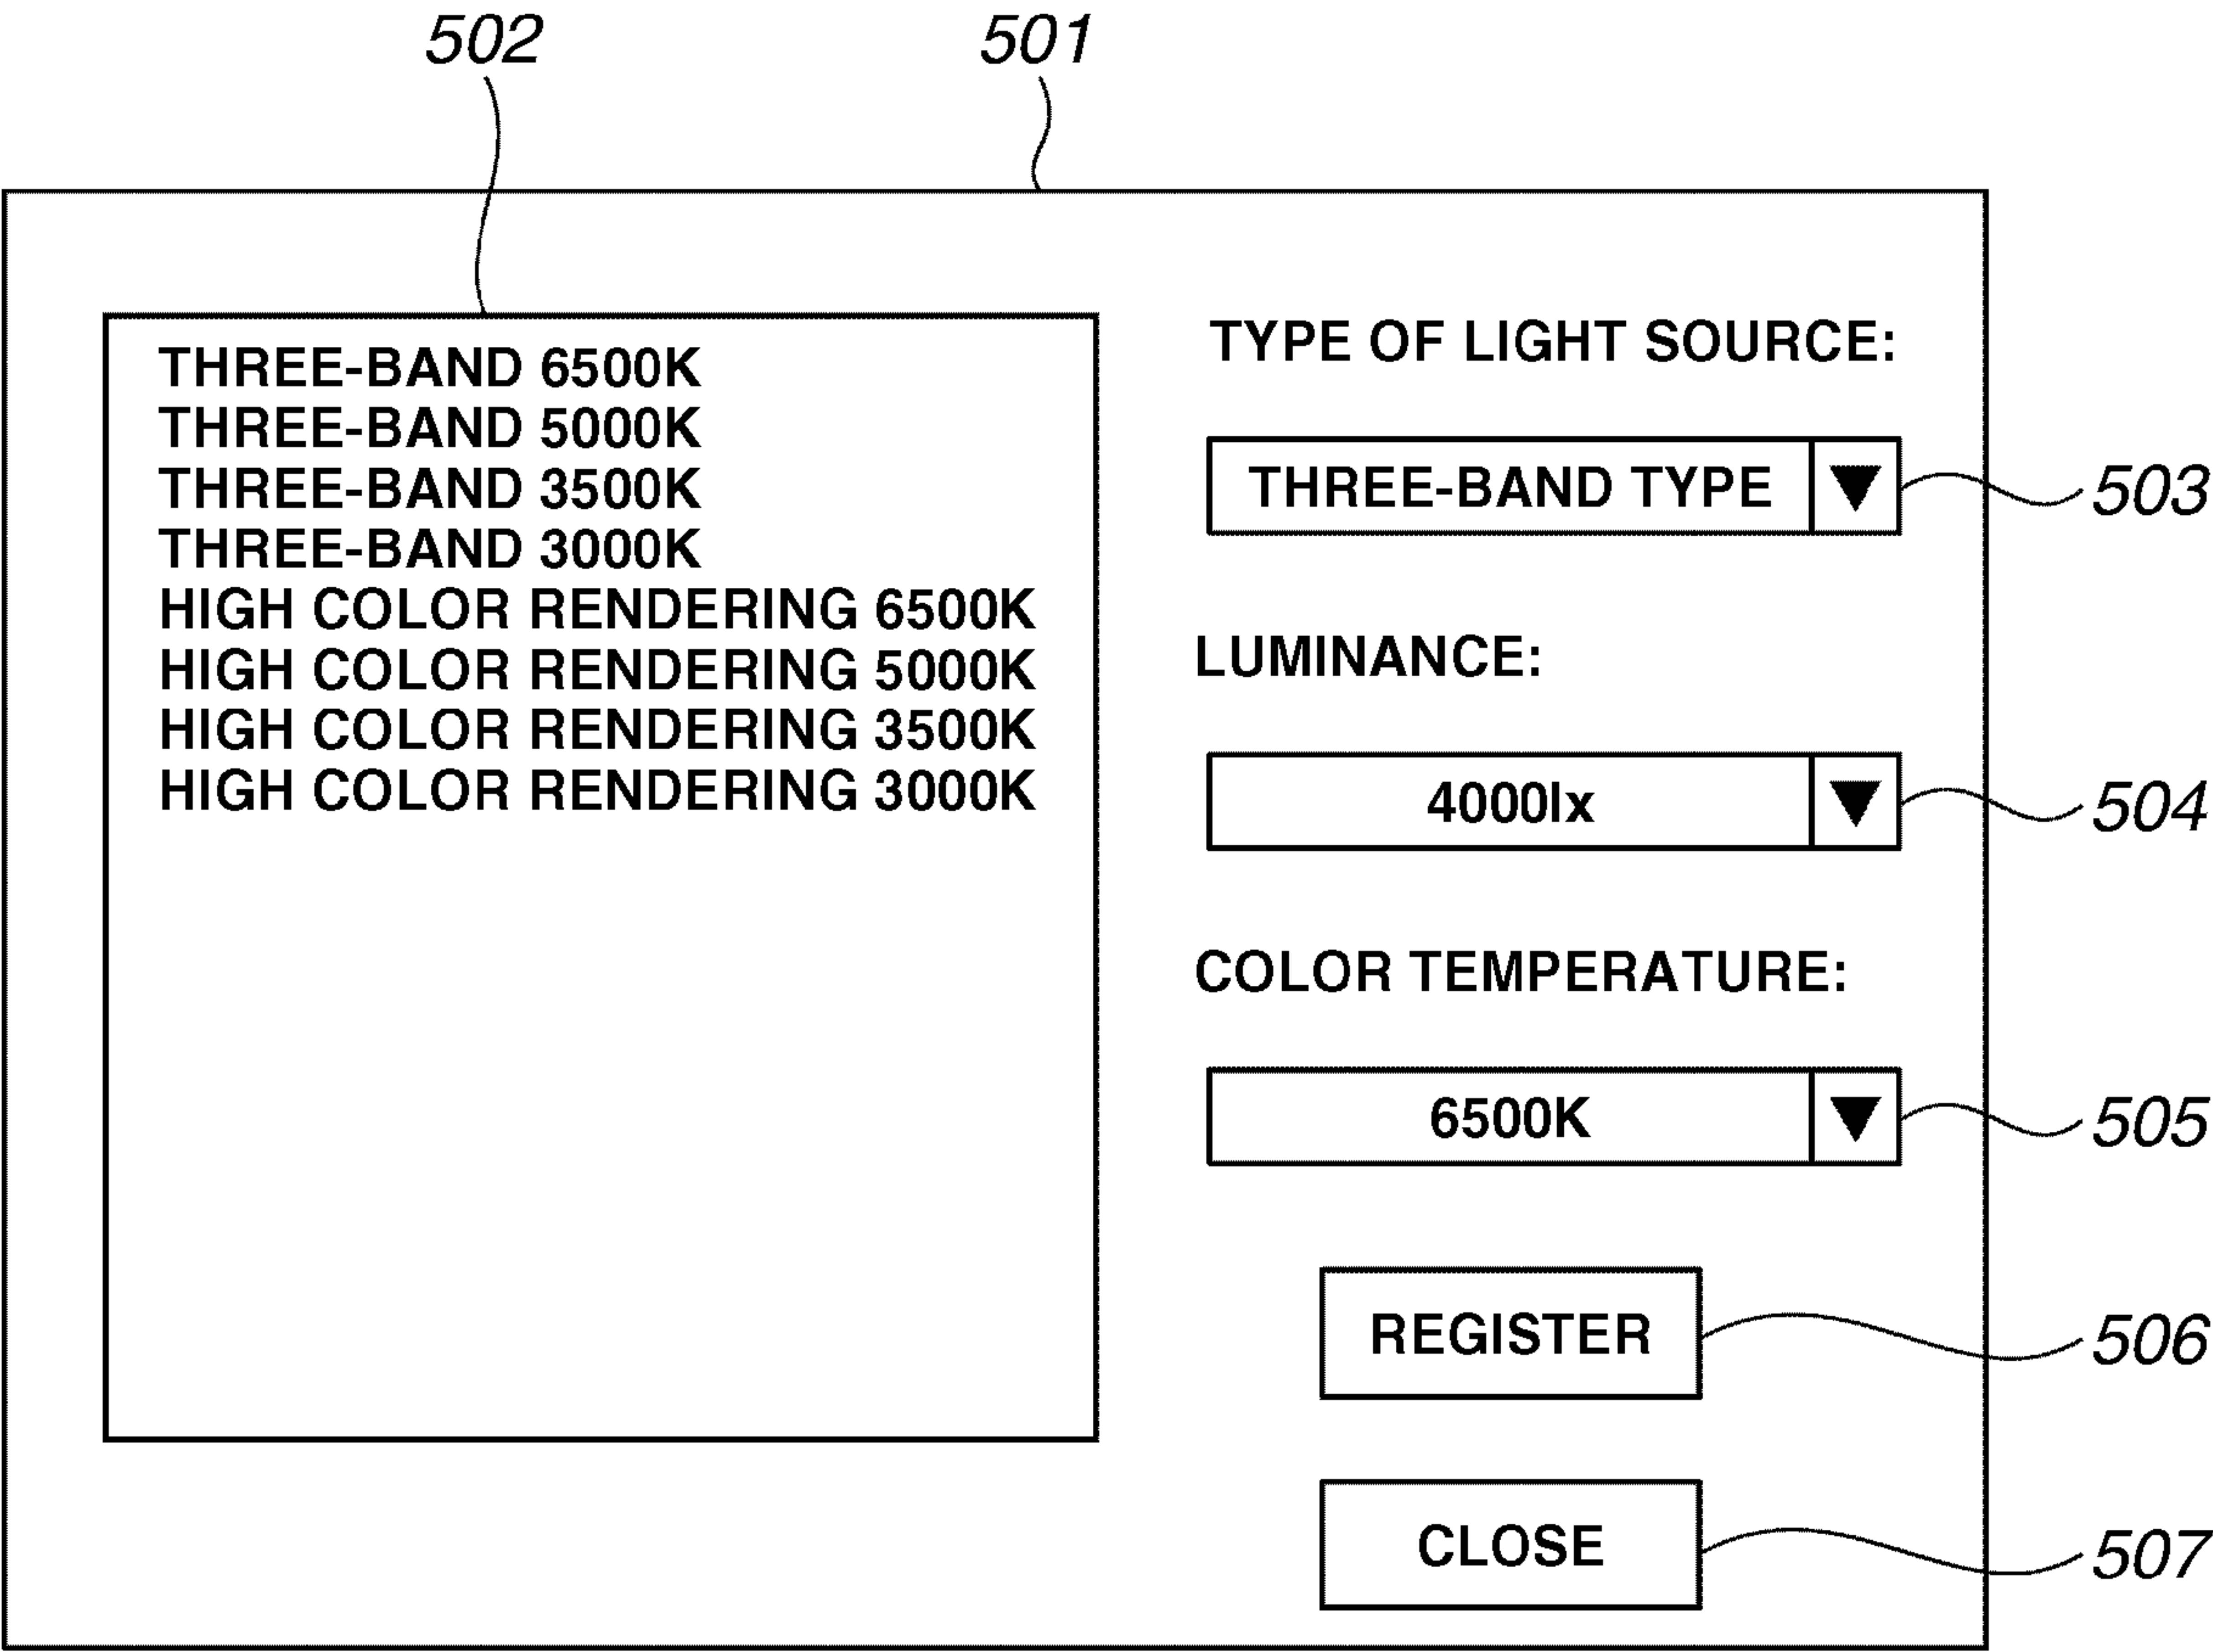 502
501
THREE-BAND 6500K
THREE-BAND 5000K
THREE-BAND 3500K
THREE-BAND 3000K
HIGH COLOR RENDERING 6500K
HIGH COLOR RENDERING 5000K
HIGH COLOR RENDERING 3500K
HIGH COLOR RENDERING 3000K
TYPE OF LIGHT SOURCE:
THREE-BAND TYPE
503
LUMINANCE:
4000lx
504
COLOR TEMPERATURE:
6500K
505
REGISTER
506
CLOSE
507